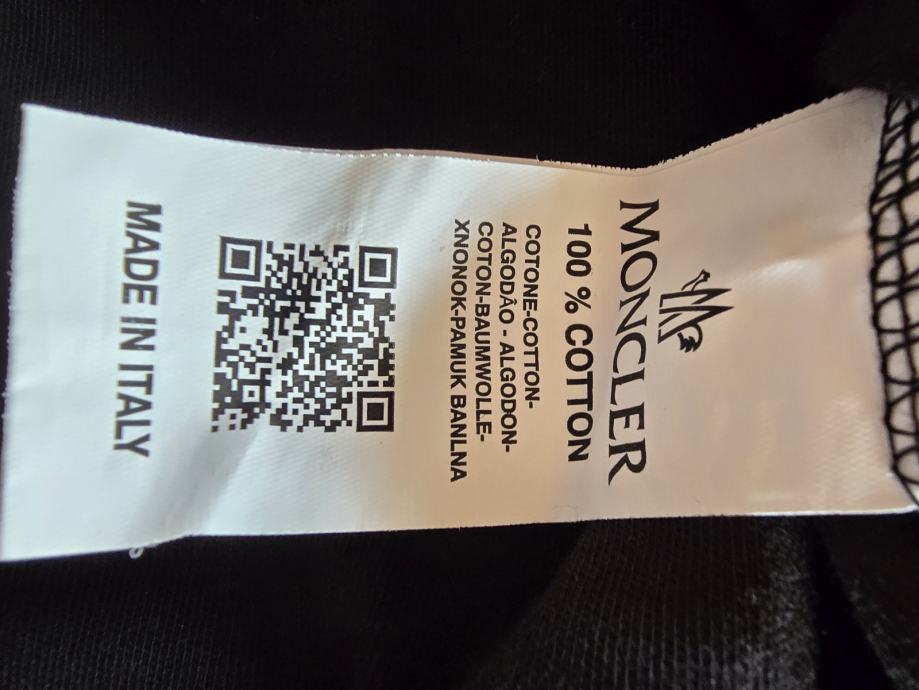 MONCLER
100 % COTTON
COTONE-COTTON-
ALGODÃO - ALGODON-
COTON-BAUMWOLLE-
XNONOK-PAMUK BANLNA
MADE IN ITALY